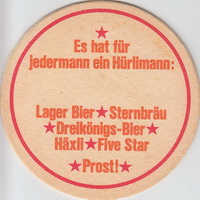 Es hat für
jedermann ein Hürlimann:
Lager Bier★Sternbräu
★Dreikönigs-Bier★
Häxli★Five Star
★Prost!★